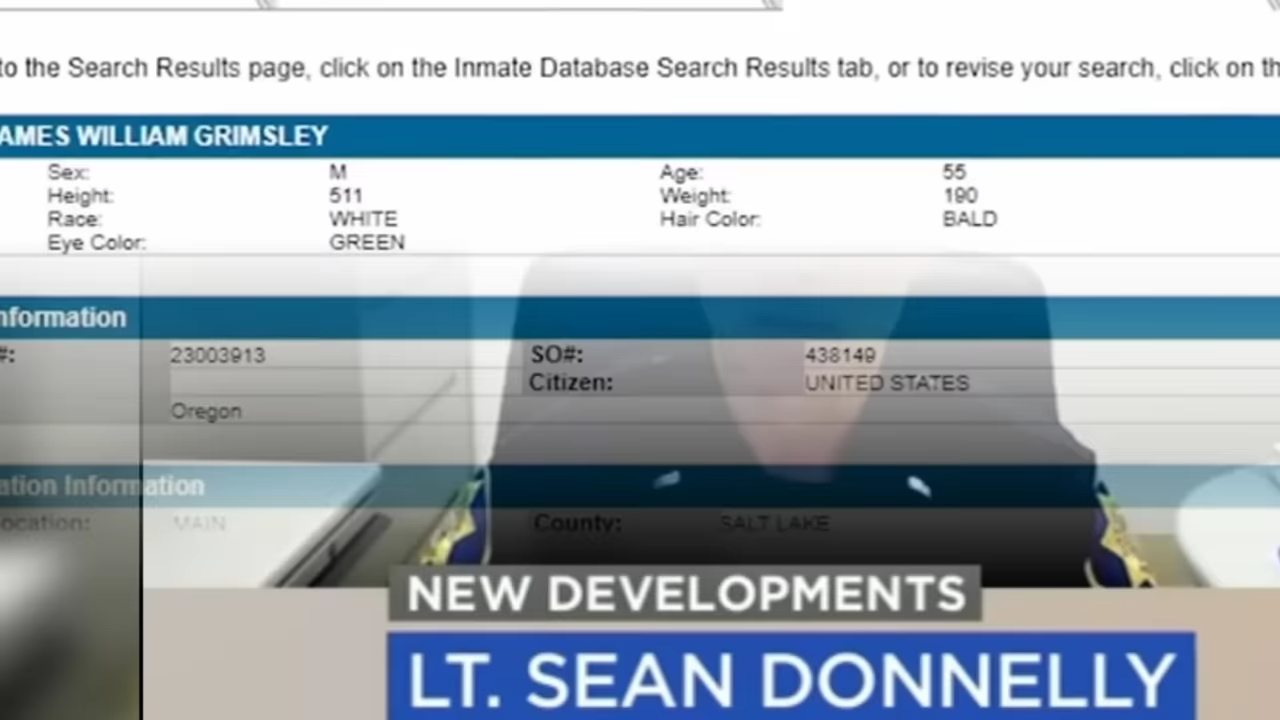 to the Search Results page, click on the Inmate Database Search Results tab, or to revise your search, click on th
AMES WILLIAM GRIMSLEY
Sex: M Age: 55
Height: 511 Weight: 190
Race: WHITE Hair Color: BALD
Eye Color: GREEN
nformation
#: 23003913 SO#: 438149
Citizen: UNITED STATES
Oregon
ation Information
ocation: MAIN County: SALT LAKE
NEW DEVELOPMENTS
LT. SEAN DONNELLY